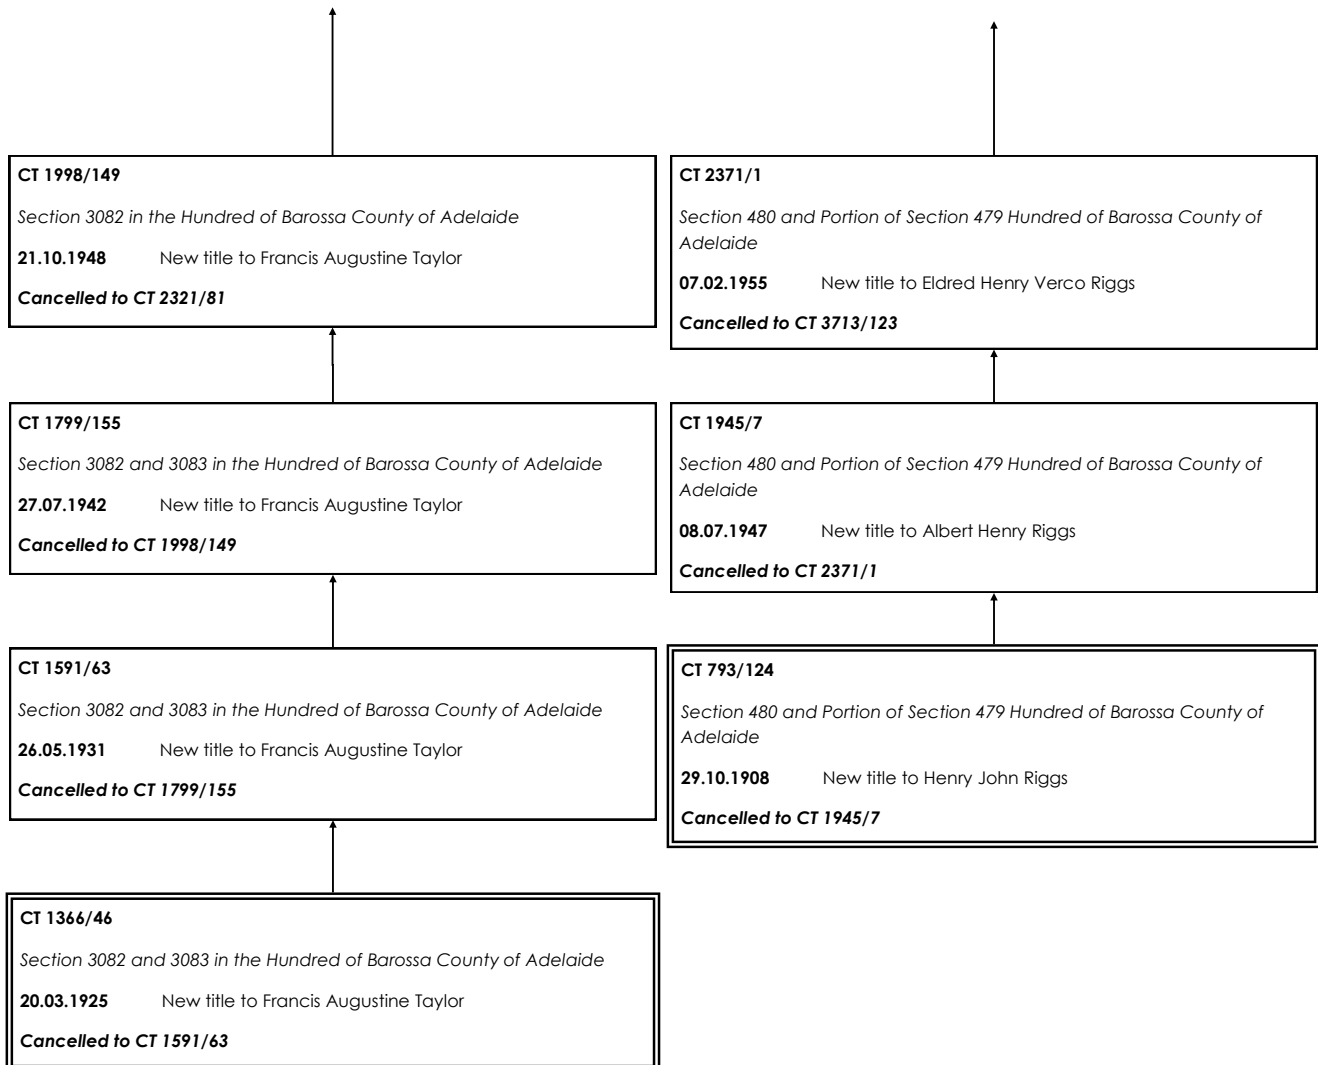 CT 1998/149
Section 3082 in the Hundred of Barossa County of Adelaide
21.10.1948 New title to Francis Augustine Taylor
Cancelled to CT 2321/81
CT 1799/155
Section 3082 and 3083 in the Hundred of Barossa County of Adelaide
27.07.1942 New title to Francis Augustine Taylor
Cancelled to CT 1998/149
CT 1591/63
Section 3082 and 3083 in the Hundred of Barossa County of Adelaide
26.05.1931 New title to Francis Augustine Taylor
Cancelled to CT 1799/155
CT 1366/46
Section 3082 and 3083 in the Hundred of Barossa County of Adelaide
20.03.1925 New title to Francis Augustine Taylor
Cancelled to CT 1591/63
CT 2371/1
Section 480 and Portion of Section 479 Hundred of Barossa County of
Adelaide
07.02.1955 New title to Eldred Henry Verco Riggs
Cancelled to CT 3713/123
CT 1945/7
Section 480 and Portion of Section 479 Hundred of Barossa County of
Adelaide
08.07.1947 New title to Albert Henry Riggs
Cancelled to CT 2371/1
CT 793/124
Section 480 and Portion of Section 479 Hundred of Barossa County of
Adelaide
29.10.1908 New title to Henry John Riggs
Cancelled to CT 1945/7